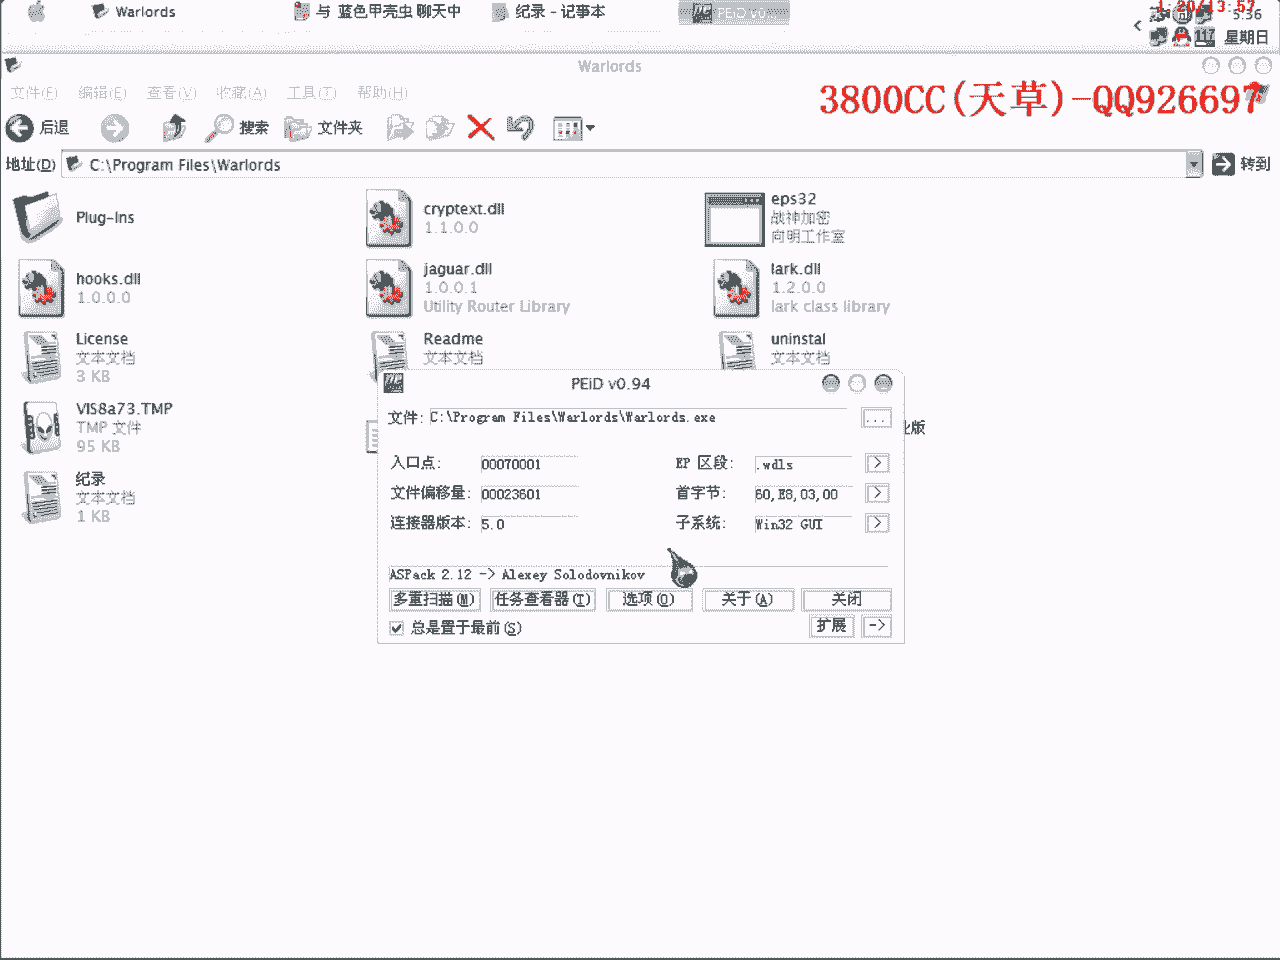 Warlords
与 蓝色甲壳虫 聊天中
纪录 - 记事本
PEiD v0...
1:20/13:57
5:36
117
星期日
Warlords
文件(F)
编辑(E)
查看(V)
收藏(A)
工具(T)
帮助(H)
3800CC(天草)-QQ926697
后退
搜索
文件夹
地址(D)
C:\Program Files\Warlords
转到
Plug-Ins
cryptext.dll
1.1.0.0
eps32
战神加密
向明工作室
hooks.dll
1.0.0.0
jaguar.dll
1.0.0.1
Utility Router Library
lark.dll
1.2.0.0
lark class library
License
文本文档
3 KB
Readme
文本文档
uninstal
文本文档
VIS8a73.TMP
TMP 文件
95 KB
业版
纪录
文本文档
1 KB
PEiD v0.94
文件:
C:\Program Files\Warlords\Warlords.exe
...
入口点:
00070001
EP 区段:
.wdls
>
文件偏移量:
00023601
首字节:
60,E8,03,00
>
连接器版本:
5.0
子系统:
Win32 GUI
>
ASPack 2.12 -> Alexey Solodovnikov
多重扫描(M)
任务查看器(T)
选项(O)
关于(A)
关闭
总是置于最前(S)
扩展
->